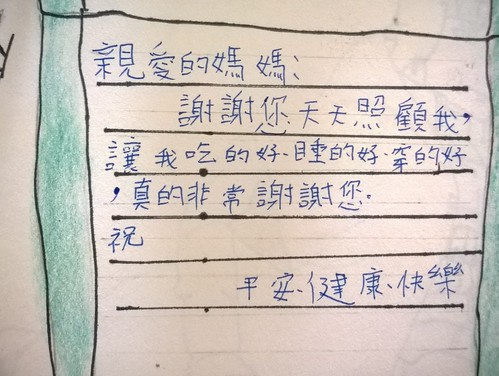 親愛的媽媽：
謝謝您天天照顧我，
讓我吃的好、睡的好、穿的好
，真的非常謝謝您。
祝
平安、健康、快樂